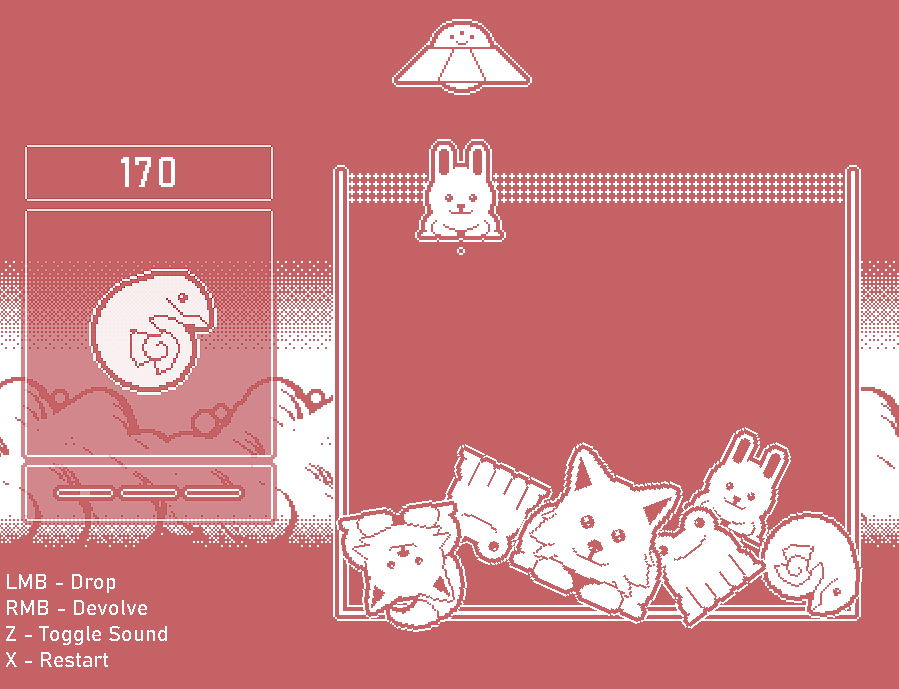 170
LMB - Drop
RMB - Devolve
Z - Toggle Sound
X - Restart